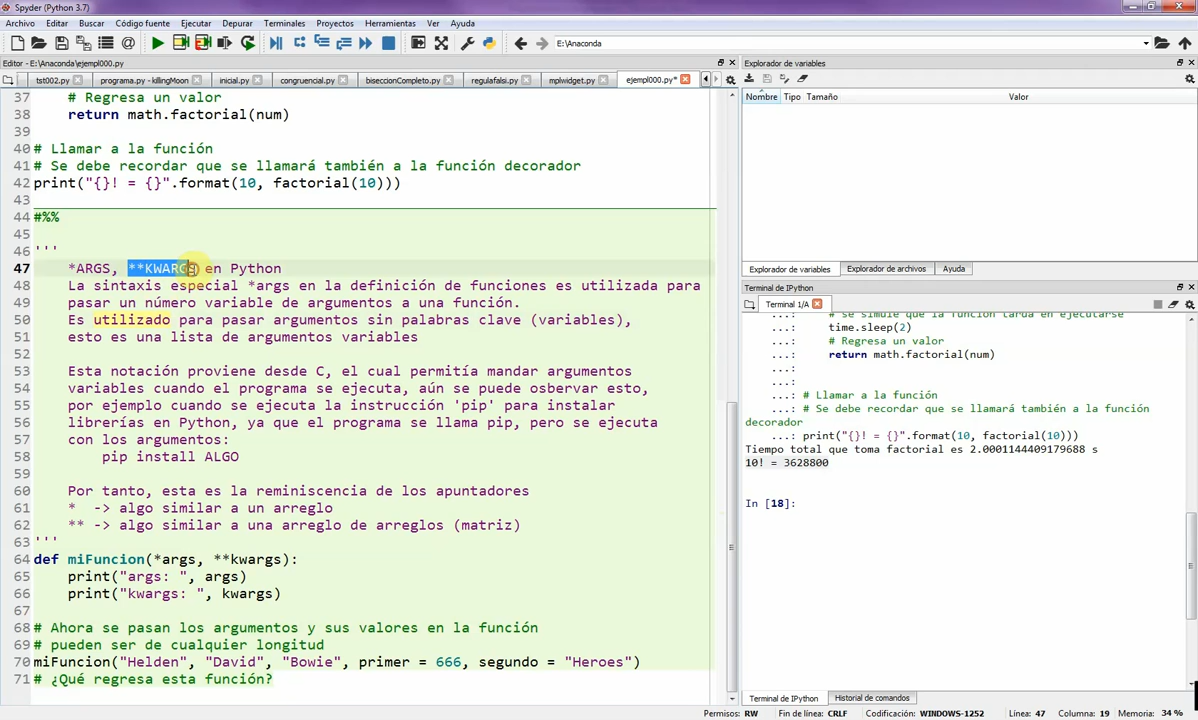 Spyder (Python 3.7)
Archivo Editar Buscar Código fuente Ejecutar Depurar Terminales Proyectos Herramientas Ver Ayuda
E:\Anaconda
Editor - E:\Anaconda\ejempl000.py
tst002.py programa.py - killingMoon inicial.py congruencial.py biseccionCompleto.py regulafalsi.py mplwidget.py ejempl000.py*
37 # Regresa un valor
38 return math.factorial(num)
39
40 # Llamar a la función
41 # Se debe recordar que se llamará también a la función decorador
42 print("{}! = {}".format(10, factorial(10)))
43
44 #%%
45
46 '''
47 *ARGS, **KWARGS en Python
48 La sintaxis especial *args en la definición de funciones es utilizada para
49 pasar un número variable de argumentos a una función.
50 Es utilizado para pasar argumentos sin palabras clave (variables),
51 esto es una lista de argumentos variables
52
53 Esta notación proviene desde C, el cual permitía mandar argumentos
54 variables cuando el programa se ejecuta, aún se puede osbervar esto,
55 por ejemplo cuando se ejecuta la instrucción 'pip' para instalar
56 librerías en Python, ya que el programa se llama pip, pero se ejecuta
57 con los argumentos:
58 pip install ALGO
59
60 Por tanto, esta es la reminiscencia de los apuntadores
61 * -> algo similar a un arreglo
62 ** -> algo similar a una arreglo de arreglos (matriz)
63 '''
64 def miFuncion(*args, **kwargs):
65 print("args: ", args)
66 print("kwargs: ", kwargs)
67
68 # Ahora se pasan los argumentos y sus valores en la función
69 # pueden ser de cualquier longitud
70 miFuncion("Helden", "David", "Bowie", primer = 666, segundo = "Heroes")
71 # ¿Qué regresa esta función?
Explorador de variables
Nombre Tipo Tamaño Valor
Explorador de variables Explorador de archivos Ayuda
Terminal de IPython
Terminal 1/A
...: # se simule que la función tarda en ejecutarse
...: time.sleep(2)
...: # Regresa un valor
...: return math.factorial(num)
...:
...:
...: # Llamar a la función
...: # Se debe recordar que se llamará también a la función
decorador
...: print("{}! = {}".format(10, factorial(10)))
Tiempo total que toma factorial es 2.0001144409179688 s
10! = 3628800
In [18]:
Terminal de IPython Historial de comandos
Permisos: RW Fin de línea: CRLF Codificación: WINDOWS-1252 Línea: 47 Columna: 19 Memoria: 34 %